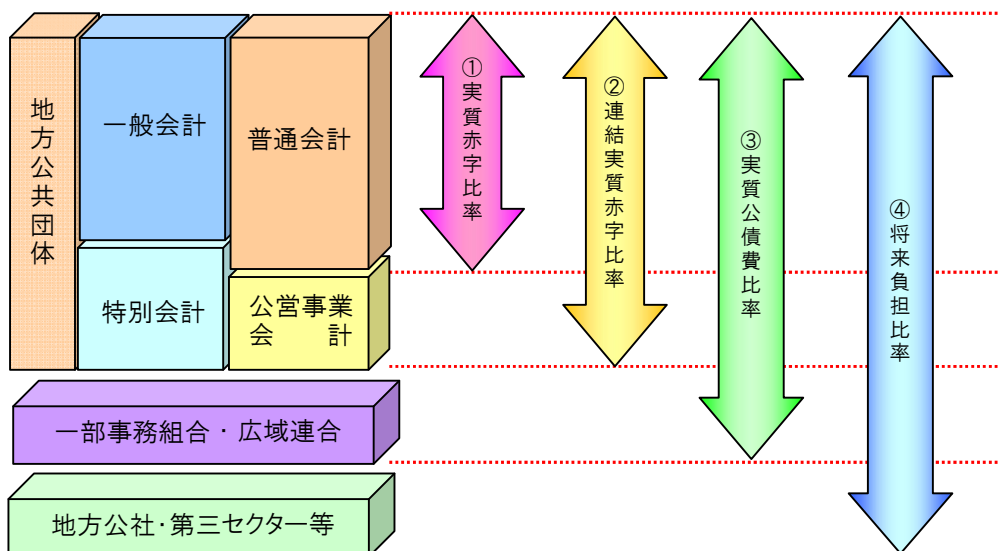 地方公共団体
一般会計
普通会計
特別会計
公営事業
会　　計
一部事務組合・広域連合
地方公社・第三セクター等
①実質赤字比率
②連結実質赤字比率
③実質公債費比率
④将来負担比率